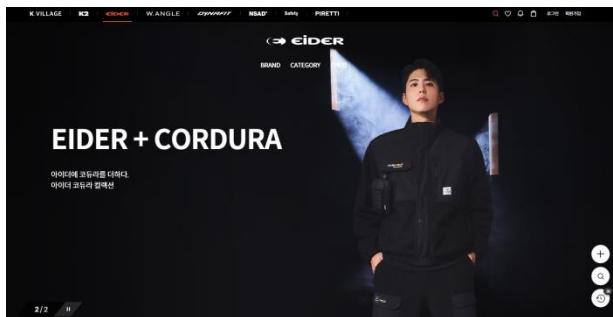 K.VILLAGE K2 EIDER W.ANGLE DYNAFIT NSAD° Safety PIRETTI 로그인 회원가입
EIDER
BRAND CATEGORY
EIDER + CORDURA
아이더에 코듀라를 더하다.
아이더 코듀라 컬렉션
2/2